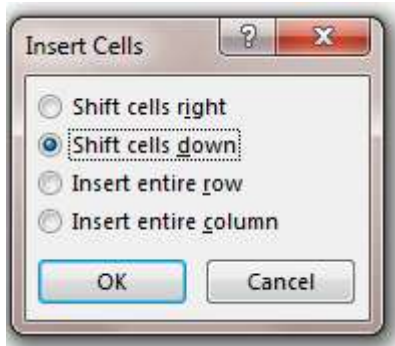 Insert Cells
Shift cells right
Shift cells down
Insert entire row
Insert entire column
OK Cancel